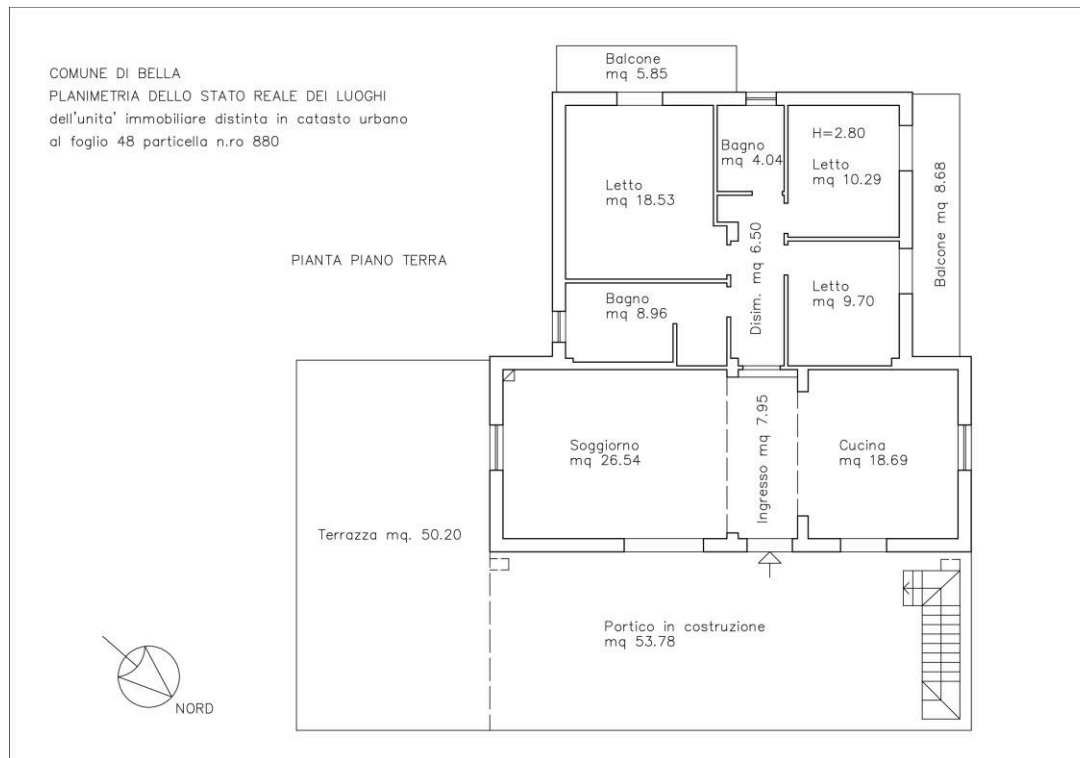 COMUNE DI BELLA
PLANIMETRIA DELLO STATO REALE DEI LUOGHI
dell'unita' immobiliare distinta in catasto urbano
al foglio 48 particella n.ro 880
PIANTA PIANO TERRA
Balcone
mq 5.85
Bagno
mq 4.04
H=2.80
Letto
mq 10.29
Letto
mq 18.53
Balcone mq 8.68
Disim. mq 6.50
Letto
mq 9.70
Bagno
mq 8.96
Soggiorno
mq 26.54
Ingresso mq 7.95
Cucina
mq 18.69
Terrazza mq. 50.20
Portico in costruzione
mq 53.78
NORD